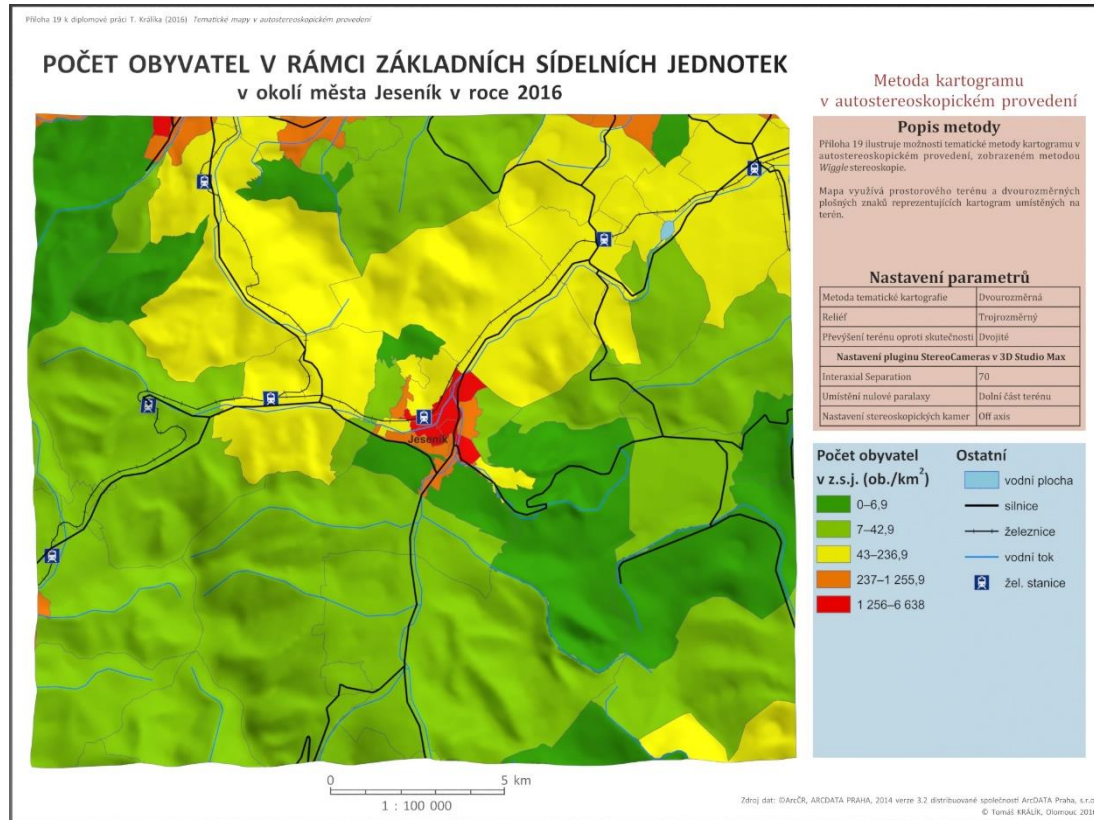 Příloha 19 k diplomové práci T. Králíka (2016) Tematické mapy v autostereoskopickém provedení
POČET OBYVATEL V RÁMCI ZÁKLADNÍCH SÍDELNÍCH JEDNOTEK
v okolí města Jeseník v roce 2016
Jeseník
0 5 km
1 : 100 000
Metoda kartogramu
v autostereoskopickém provedení
Popis metody
Příloha 19 ilustruje možnosti tematické metody kartogramu v
autostereoskopickém provedení, zobrazeném metodou
Wiggle stereoskopie.
Mapa využívá prostorového terénu a dvourozměrných
plošných znaků reprezentujících kartogram umístěných na
terén.
Nastavení parametrů
Metoda tematické kartografie Dvourozměrná
Reliéf Trojrozměrný
Převýšení terénu oproti skutečnosti Dvojité
Nastavení pluginu StereoCameras v 3D Studio Max
Interaxial Separation 70
Umístění nulové paralaxy Dolní část terénu
Nastavení stereoskopických kamer Off axis
Počet obyvatel
v z.s.j. (ob./km²)
0–6,9
7–42,9
43–236,9
237–1 255,9
1 256–6 638
Ostatní
vodní plocha
silnice
železnice
vodní tok
žel. stanice
Zdroj dat: ©ArcČR, ARCDATA PRAHA, 2014 verze 3.2 distribuované společností ArcDATA Praha, s.r.o
© Tomáš KRÁLÍK, Olomouc 2016